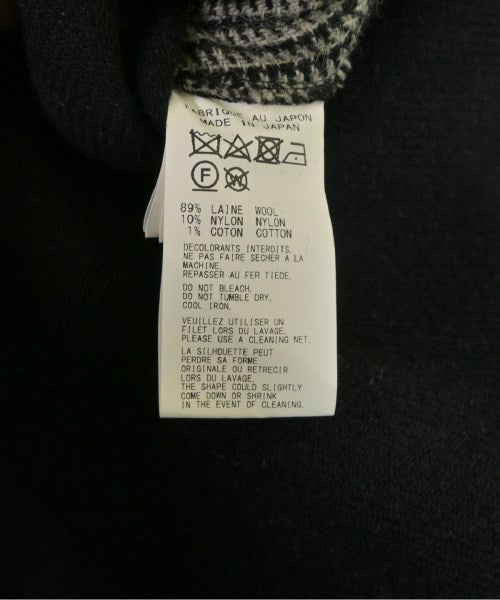 FABRIQUE AU JAPON
MADE IN JAPAN
F W
89% LAINE WOOL
10% NYLON NYLON
1% COTON COTTON
DECOLORANTS INTERDITS.
NE PAS FAIRE SECHER A LA
MACHINE.
REPASSER AU FER TIEDE.
DO NOT BLEACH.
DO NOT TUMBLE DRY.
COOL IRON.
VEUILLEZ UTILISER UN
FILET LORS DU LAVAGE.
PLEASE USE A CLEANING NET.
LA SILHOUETTE PEUT
PERDRE SA FORME
ORIGINALE OU RETRECIR
LORS DU LAVAGE.
THE SHAPE COULD SLIGHTLY
COME DOWN OR SHRINK
IN THE EVENT OF CLEANING.